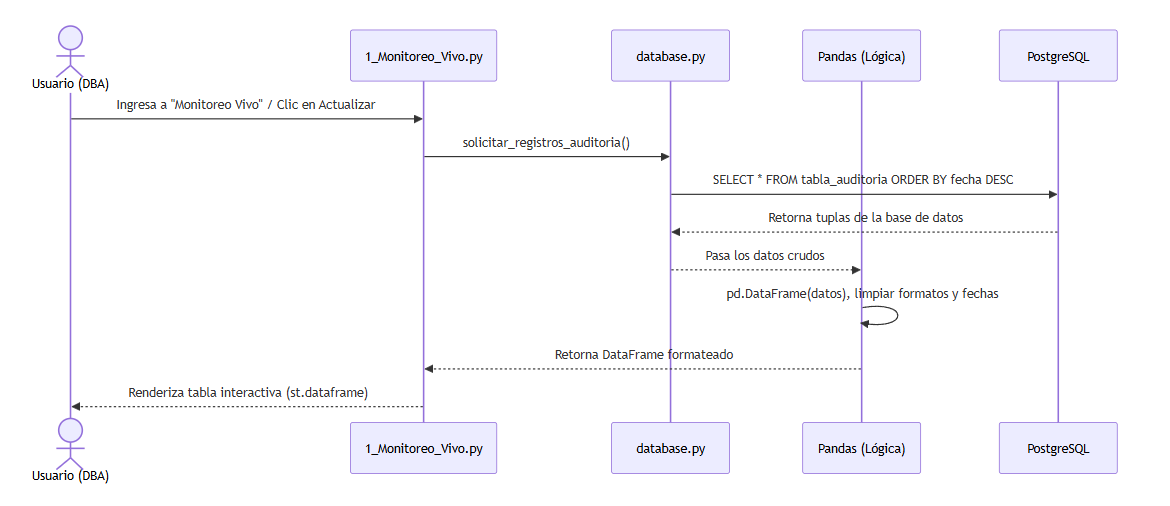 Usuario (DBA)
1_Monitoreo_Vivo.py
database.py
Pandas (Lógica)
PostgreSQL
Ingresa a "Monitoreo Vivo" / Clic en Actualizar
solicitar_registros_auditoria()
SELECT * FROM tabla_auditoria ORDER BY fecha DESC
Retorna tuplas de la base de datos
Pasa los datos crudos
pd.DataFrame(datos), limpiar formatos y fechas
Retorna DataFrame formateado
Renderiza tabla interactiva (st.dataframe)
Usuario (DBA)
1_Monitoreo_Vivo.py
database.py
Pandas (Lógica)
PostgreSQL